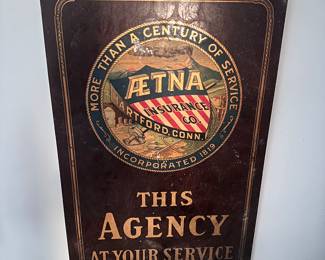 MORE THAN A CENTURY OF SERVICE
ÆTNA
INSURANCE
CO.
HARTFORD, CONN.
INCORPORATED 1819
THIS
AGENCY
AT YOUR SERVICE